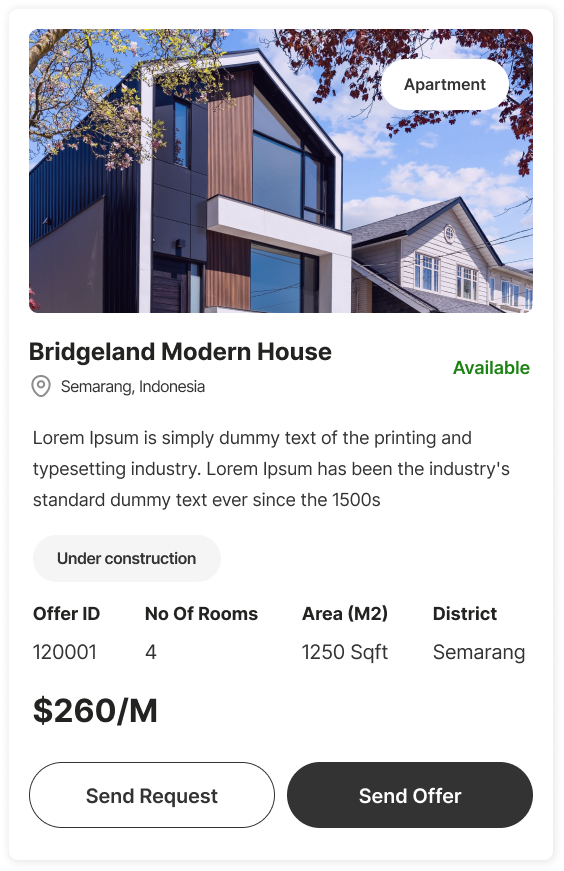 Apartment
Bridgeland Modern House
Semarang, Indonesia
Available
Lorem Ipsum is simply dummy text of the printing and
typesetting industry. Lorem Ipsum has been the industry's
standard dummy text ever since the 1500s
Under construction
Offer ID No Of Rooms Area (M2) District
120001 4 1250 Sqft Semarang
$260/M
Send Request Send Offer